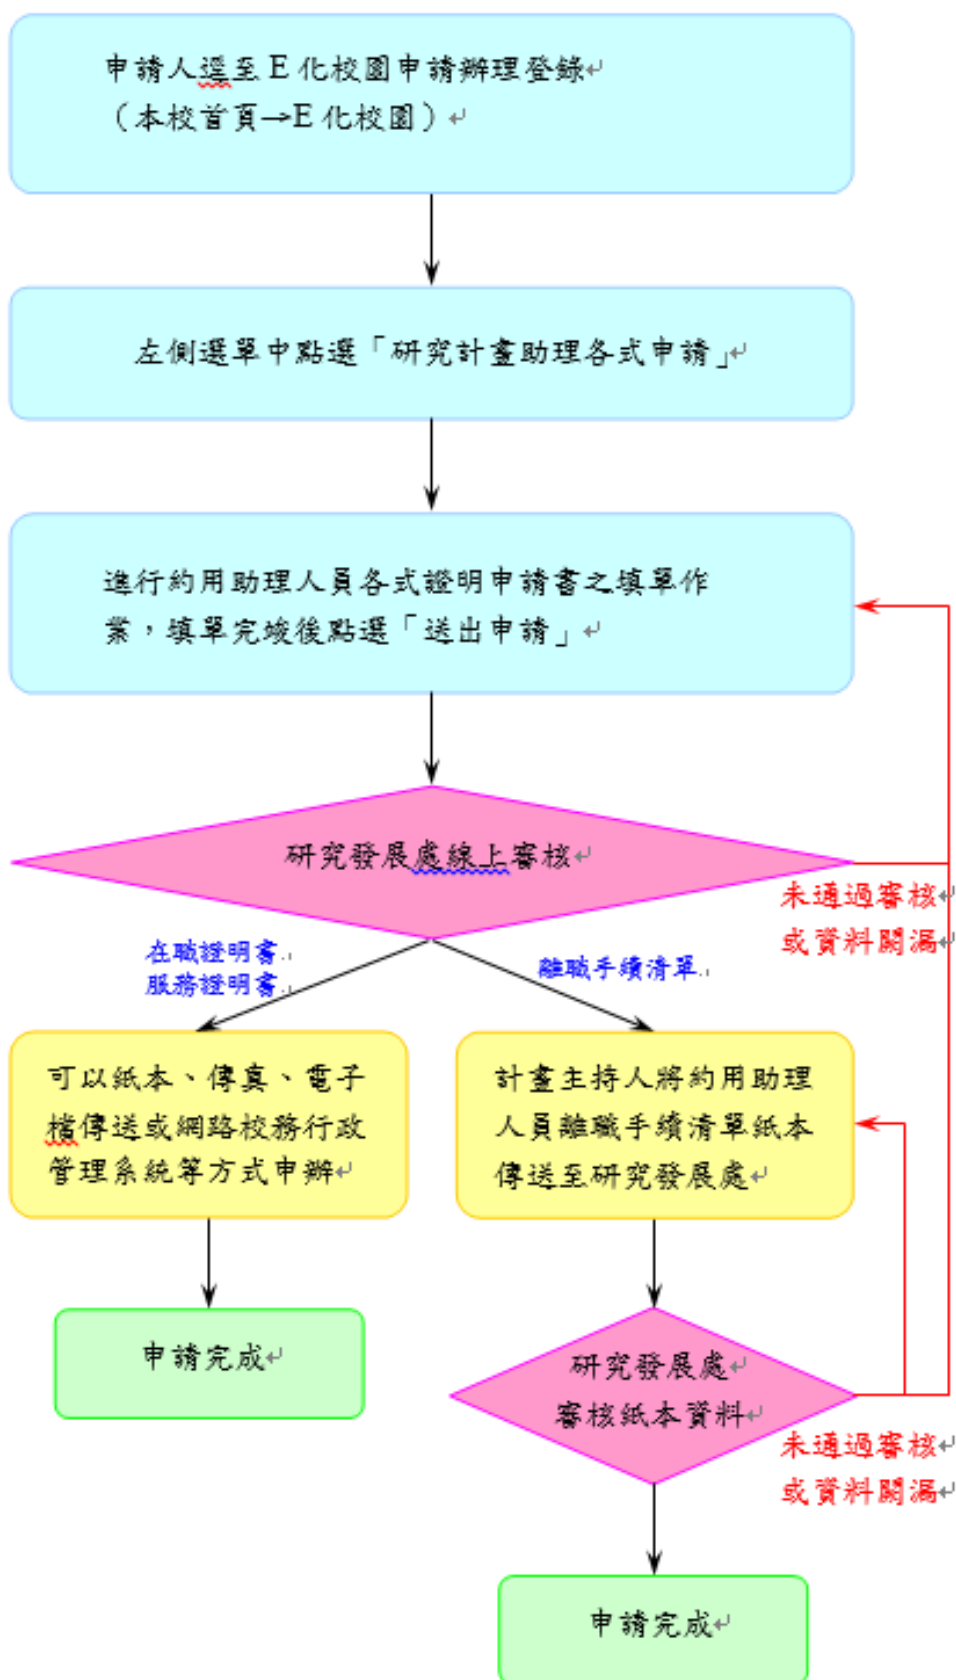 申請人逕至 E 化校園申請辦理登錄
（本校首頁→E 化校園）
左側選單中點選「研究計畫助理各式申請」
進行約用助理人員各式證明申請書之填單作
業，填單完竣後點選「送出申請」
研究發展處線上審核
未通過審核
或資料闕漏
在職證明書
服務證明書
離職手續清單
可以紙本、傳真、電子
檔傳送或網路校務行政
管理系統等方式申辦
計畫主持人將約用助理
人員離職手續清單紙本
傳送至研究發展處
申請完成
研究發展處
審核紙本資料
未通過審核
或資料闕漏
申請完成